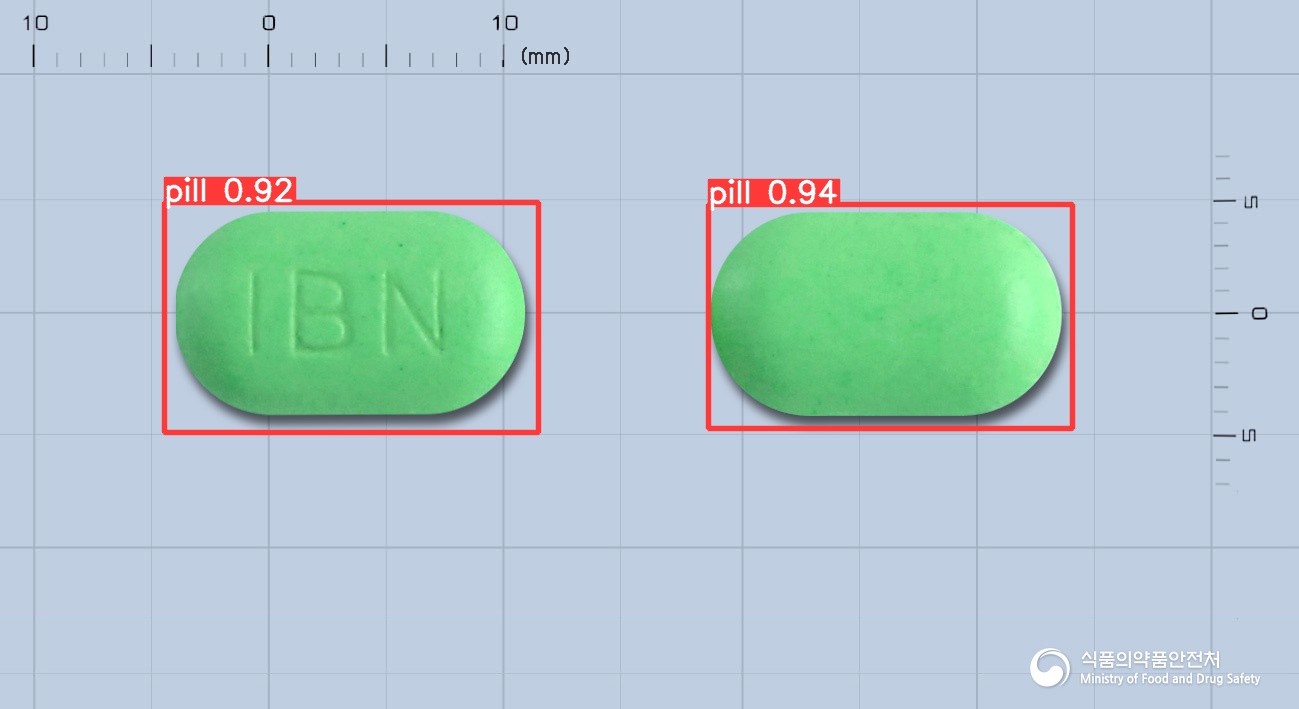 10 0 10
(mm)
pill 0.92
pill 0.94
IBN
5
0
5
식품의약품안전처
Ministry of Food and Drug Safety